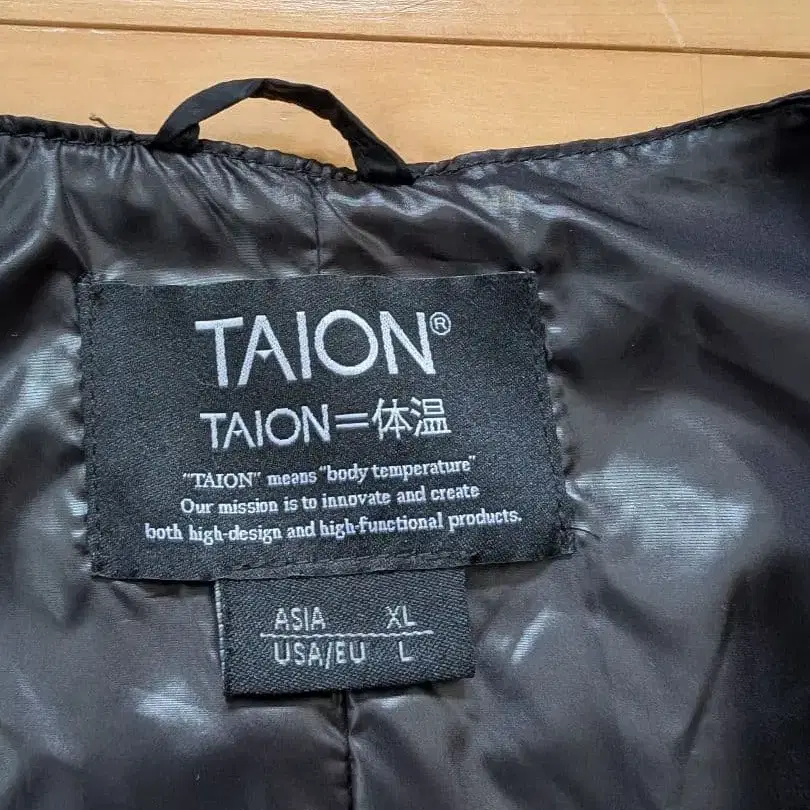 TAION®
TAION=体温
"TAION" means "body temperature"
Our mission is to innovate and create
both high-design and high-functional products.
ASIA XL
USA/EU L